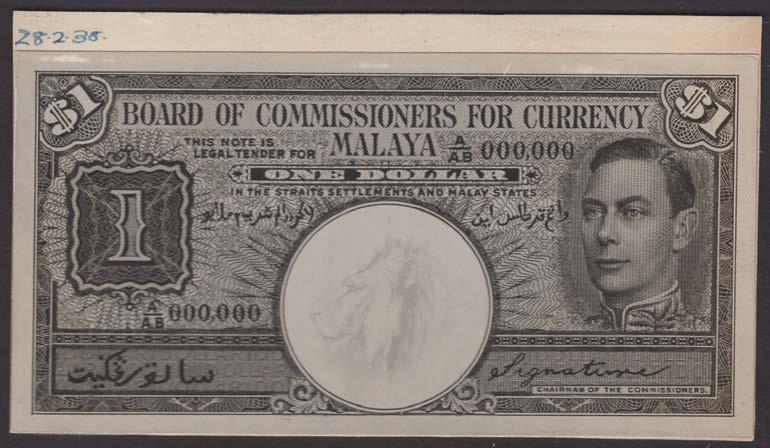 28·2·38·
$1 BOARD OF COMMISSIONERS FOR CURRENCY $1
THIS NOTE IS LEGAL TENDER FOR
MALAYA A/AB 000,000
ONE DOLLAR
IN THE STRAITS SETTLEMENTS AND MALAY STATES
1
A/AB 000,000
سالو رڠݢيت
Signature
CHAIRMAN OF THE COMMISSIONERS.